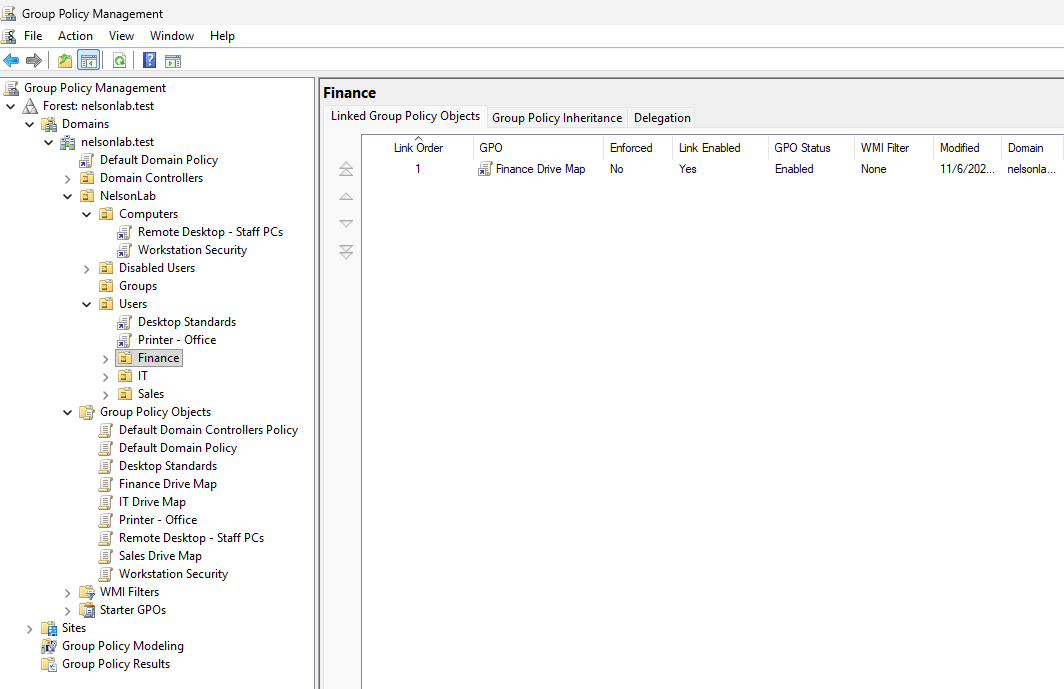 Group Policy Management
File Action View Window Help
Group Policy Management
Forest: nelsonlab.test
Domains
nelsonlab.test
Default Domain Policy
Domain Controllers
NelsonLab
Computers
Remote Desktop - Staff PCs
Workstation Security
Disabled Users
Groups
Users
Desktop Standards
Printer - Office
Finance
IT
Sales
Group Policy Objects
Default Domain Controllers Policy
Default Domain Policy
Desktop Standards
Finance Drive Map
IT Drive Map
Printer - Office
Remote Desktop - Staff PCs
Sales Drive Map
Workstation Security
WMI Filters
Starter GPOs
Sites
Group Policy Modeling
Group Policy Results
Finance
Linked Group Policy Objects Group Policy Inheritance Delegation
Link Order GPO Enforced Link Enabled GPO Status WMI Filter Modified Domain
1 Finance Drive Map No Yes Enabled None 11/6/202... nelsonla...